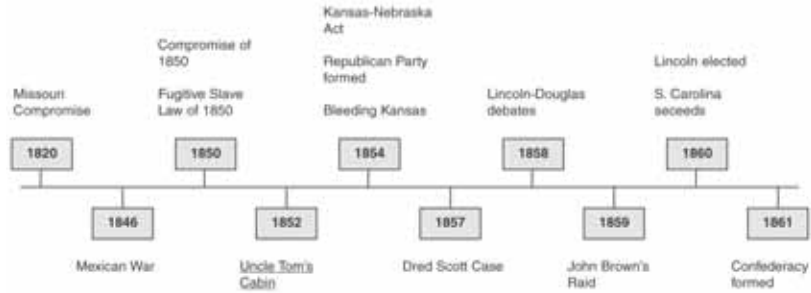 Kansas-Nebraska
Act
Compromise of
1850
Republican Party
formed
Lincoln elected
Missouri
Compromise
Fugitive Slave
Law of 1850
Bleeding Kansas
Lincoln-Douglas
debates
S. Carolina
seceeds
1820
1850
1854
1858
1860
1846
1852
1857
1859
1861
Mexican War
Uncle Tom's
Cabin
Dred Scott Case
John Brown's
Raid
Confederacy
formed